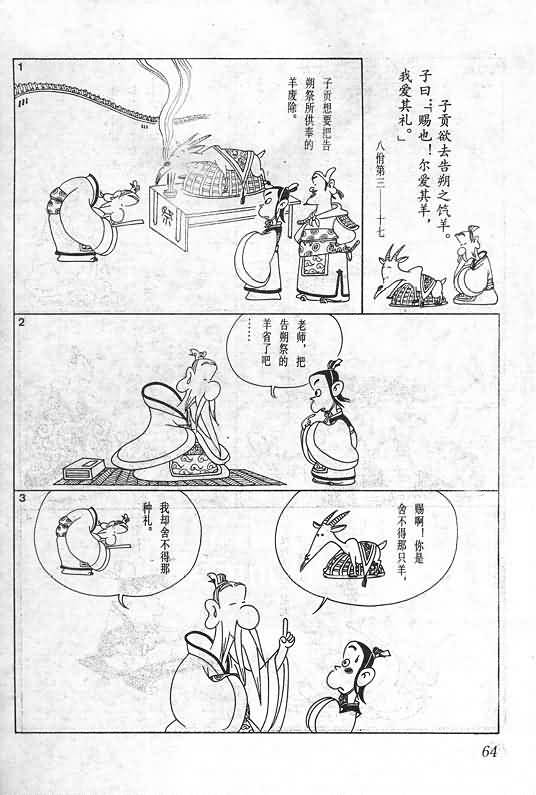 子贡欲去告朔之饩羊。
子曰：「赐也！尔爱其羊，
我爱其礼。」
八佾第三——十七
1
子贡想要把告
朔祭所供奉的
羊废除。
祭
2
老师，把
告朔祭的
羊省了吧
……
3
赐啊！你是
舍不得那只羊，
我却舍不得那
种礼。
64